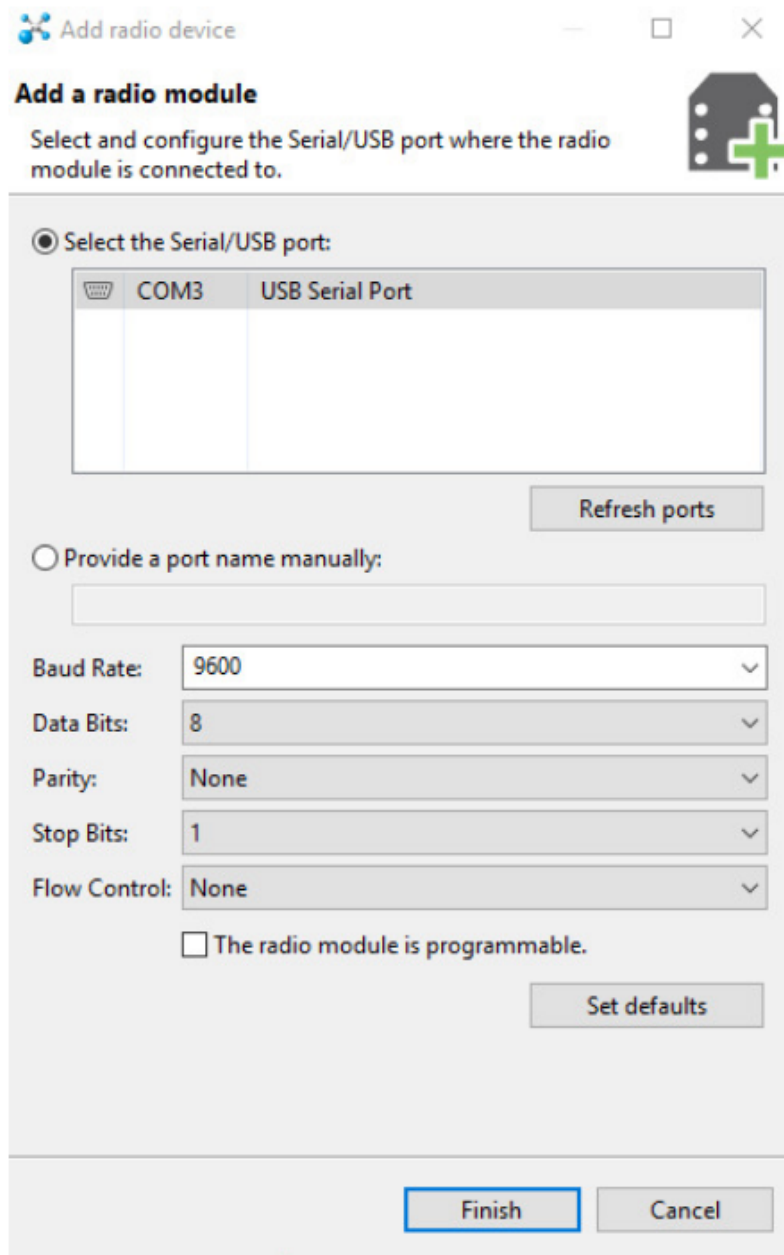 Add radio device
Add a radio module
Select and configure the Serial/USB port where the radio
module is connected to.
Select the Serial/USB port:
COM3 USB Serial Port
Refresh ports
Provide a port name manually:
Baud Rate: 9600
Data Bits: 8
Parity: None
Stop Bits: 1
Flow Control: None
The radio module is programmable.
Set defaults
Finish Cancel